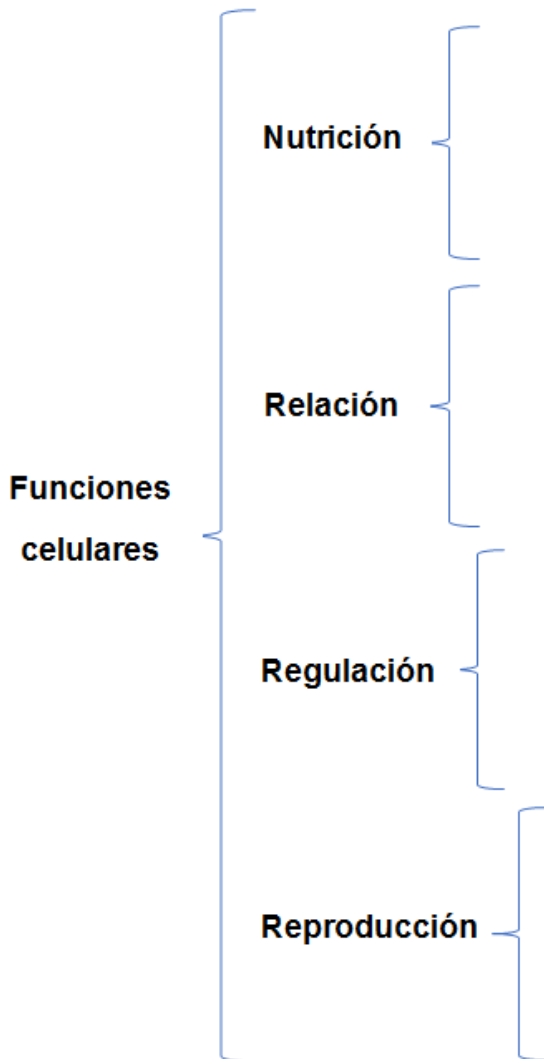 Nutrición
Relación
Funciones
celulares
Regulación
Reproducción